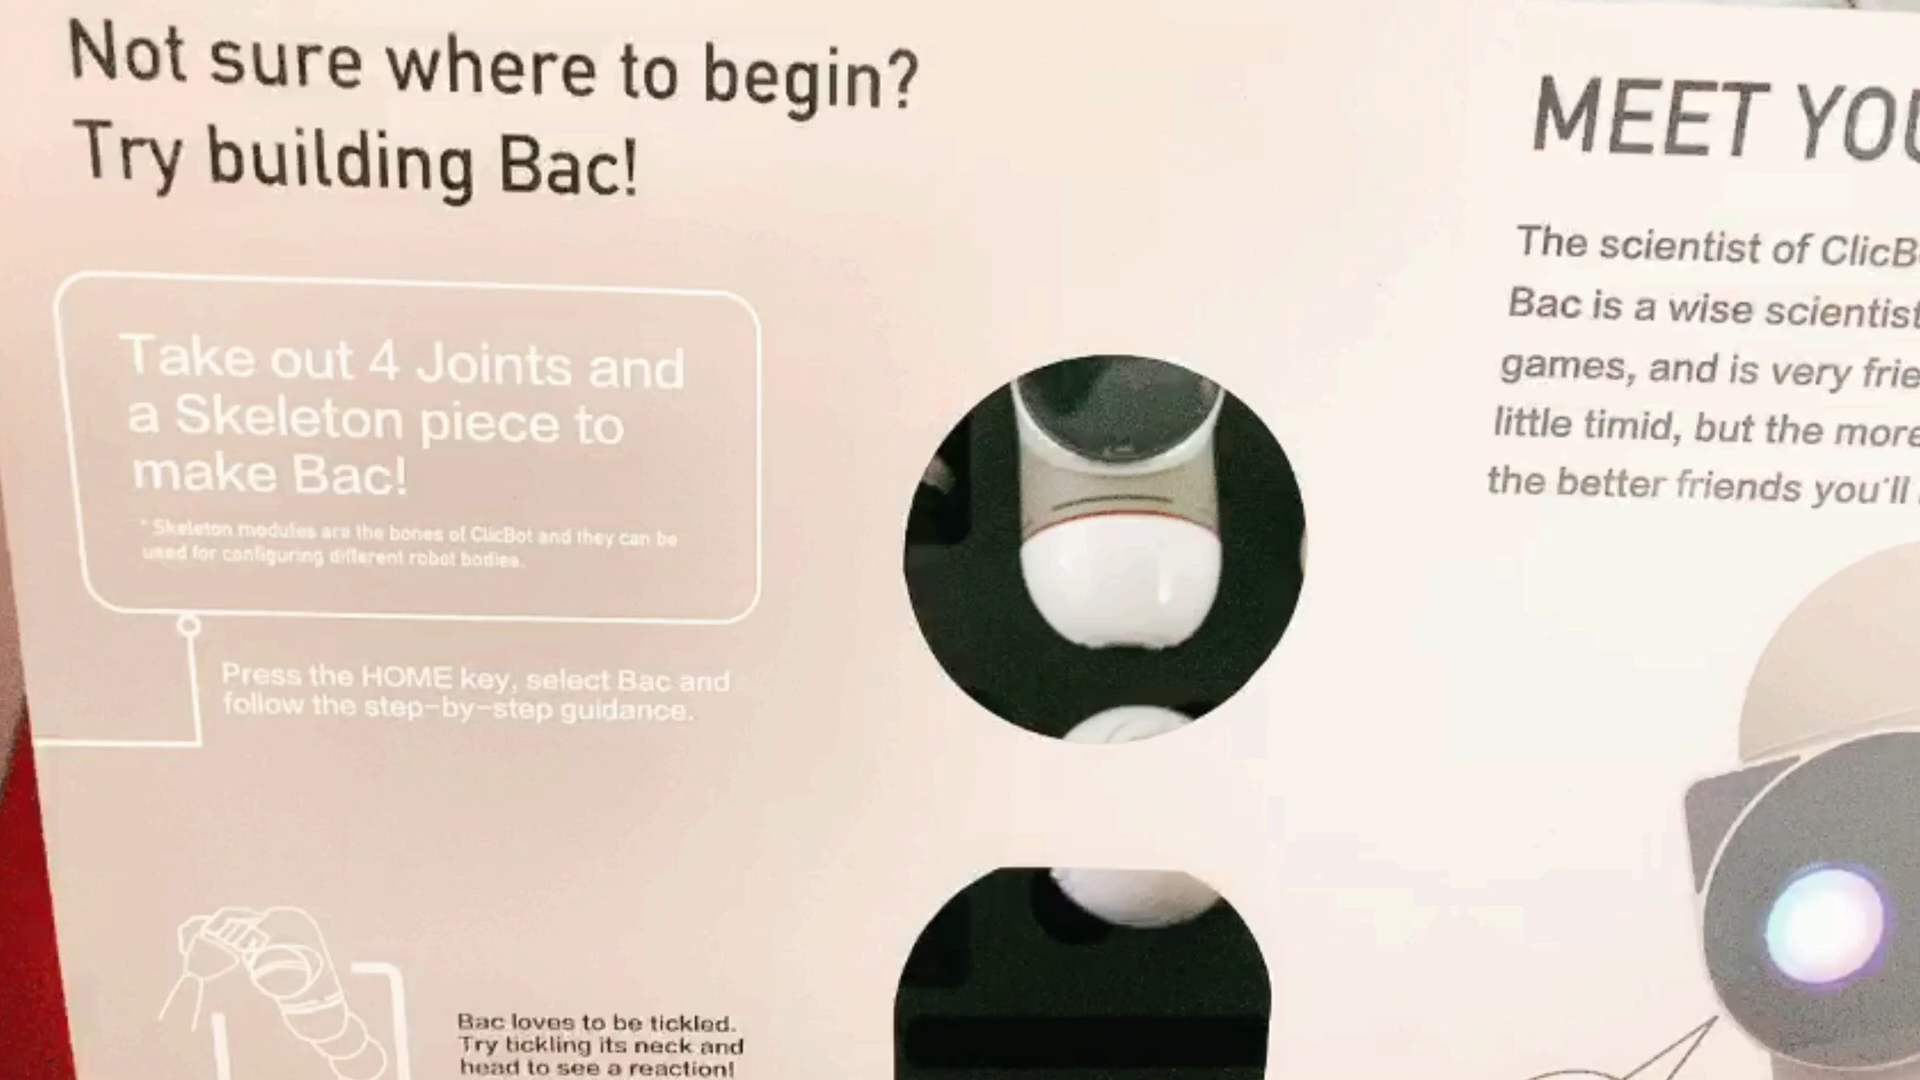 Not sure where to begin?
Try building Bac!
Take out 4 Joints and
a Skeleton piece to
make Bac!
* Skeleton modules are the bones of ClicBot and they can be
used for configuring different robot bodies.
Press the HOME key, select Bac and
follow the step-by-step guidance.
Bac loves to be tickled.
Try tickling its neck and
head to see a reaction!
MEET YOU
The scientist of ClicB
Bac is a wise scientist
games, and is very frie
little timid, but the more
the better friends you'll